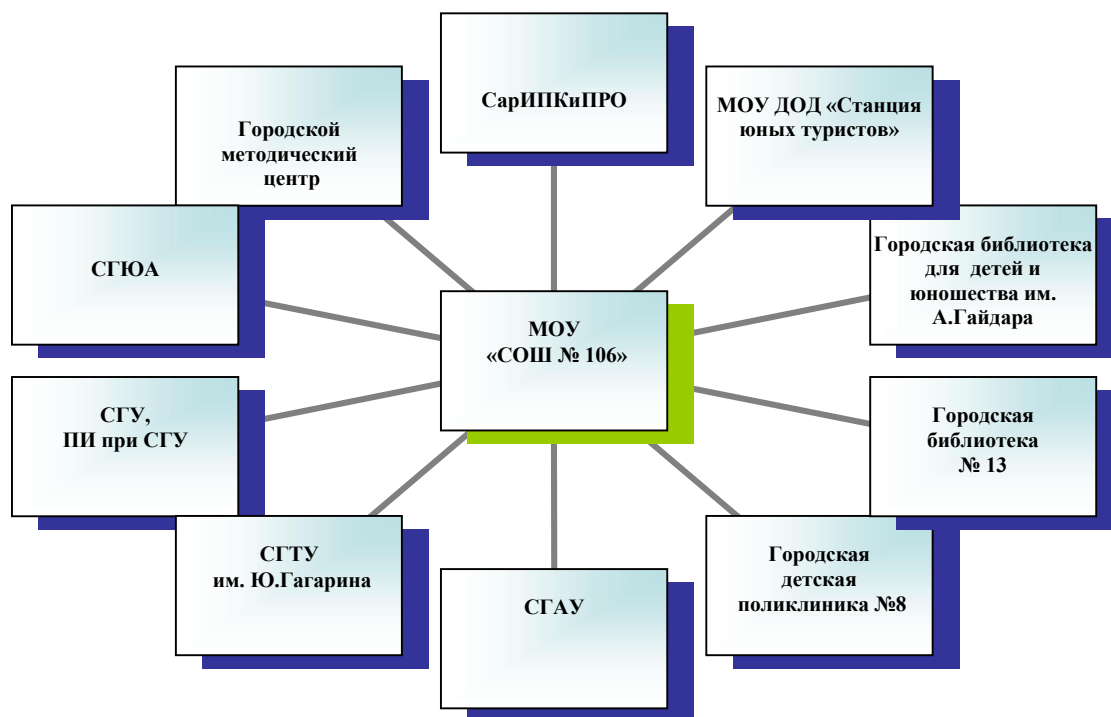 СарИПКиПРО
МОУ ДОД «Станция
юных туристов»
Городской
методический
центр
Городская библиотека
для детей и
юношества им.
А.Гайдара
СГЮА
МОУ
«СОШ № 106»
СГУ,
ПИ при СГУ
Городская
библиотека
№ 13
СГТУ
им. Ю.Гагарина
СГАУ
Городская
детская
поликлиника №8